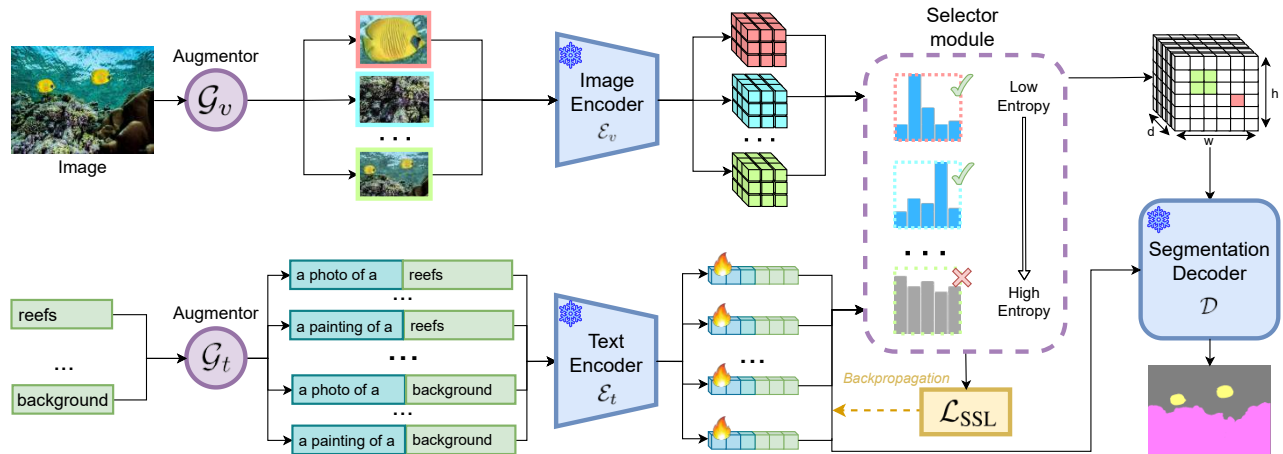 Image
Augmentor
𝒢_v
...
Image
Encoder
ℰ_v
...
Selector
module
Low
Entropy
...
High
Entropy
h
d
w
reefs
...
background
Augmentor
𝒢_t
a photo of a reefs
...
a painting of a reefs
...
a photo of a background
...
a painting of a background
Text
Encoder
ℰ_t
...
Backpropagation
ℒ_SSL
Segmentation
Decoder
𝒟